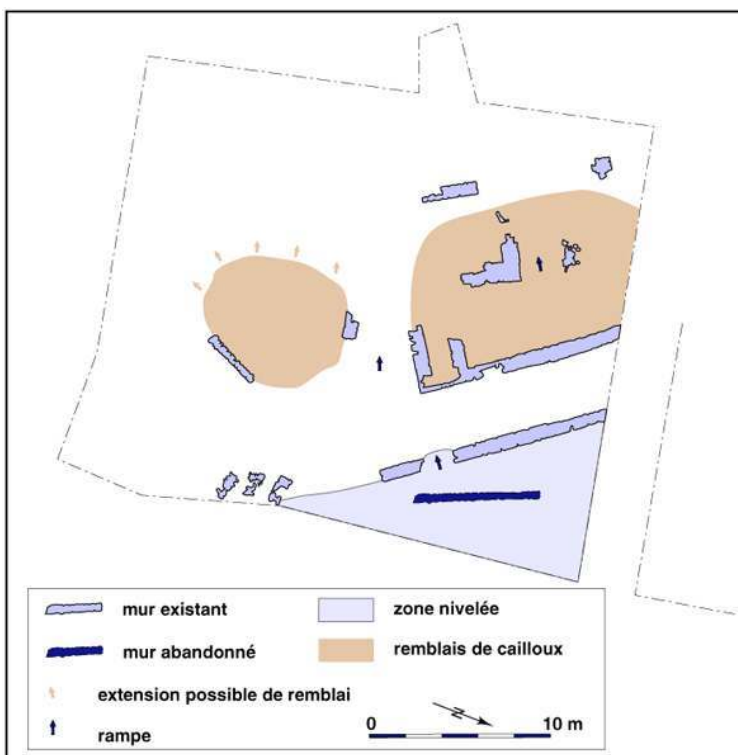 mur existant
zone nivelée
mur abandonné
remblais de cailloux
extension possible de remblai
rampe
N
0
10 m